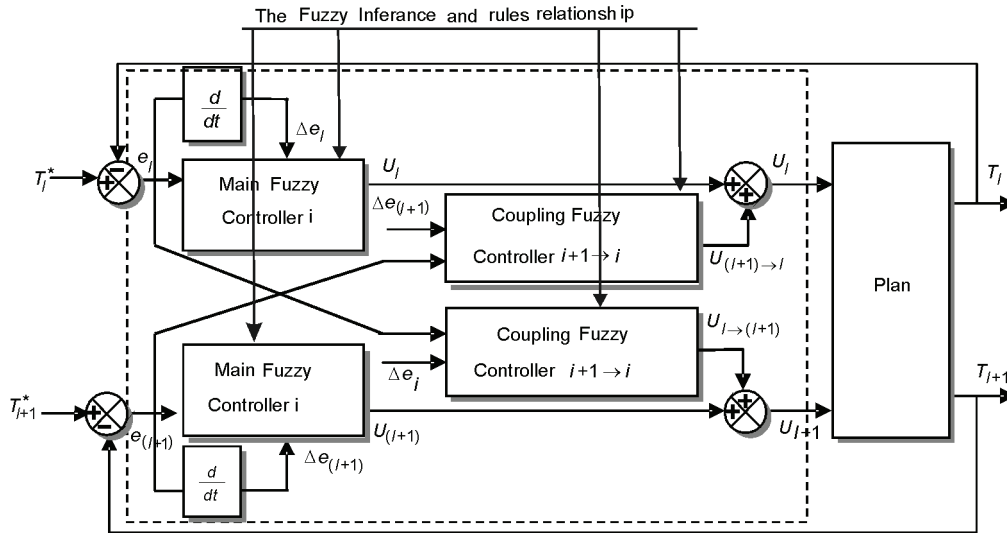 The Fuzzy Inferance and rules relationship
d
dt
Δe_I
e_I
T_I*
Main Fuzzy
Controller i
U_I
Δe_(I+1)
Coupling Fuzzy
Controller i+1→i
U_(I+1)→I
U_I
T_I
Plan
Coupling Fuzzy
Controller i+1→i
U_I→(I+1)
Δe_i
Main Fuzzy
Controller i
T_I+1*
e_(I+1)
U_(I+1)
U_I+1
T_I+1
Δe_(I+1)
d
dt